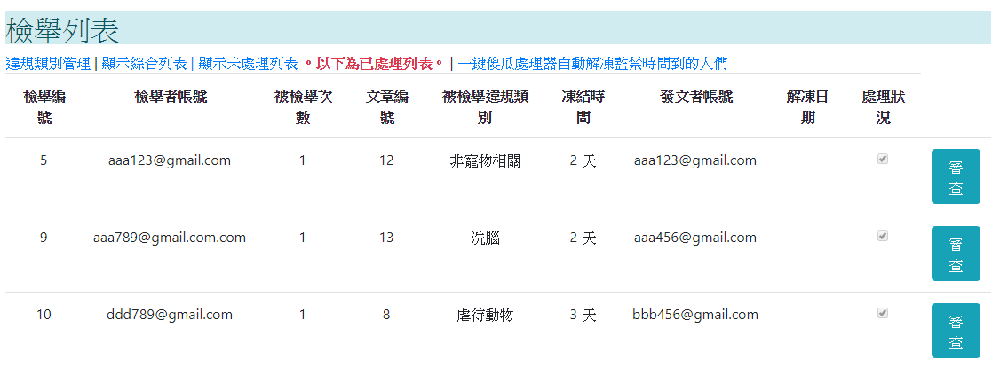 檢舉列表
違規類別管理 | 顯示綜合列表 | 顯示未處理列表 。以下為已處理列表。 | 一鍵傻瓜處理器自動解凍監禁時間到的人們
檢舉編號 檢舉者帳號 被檢舉次數 文章編號 被檢舉違規類別 凍結時間 發文者帳號 解凍日期 處理狀況
5 aaa123@gmail.com 1 12 非寵物相關 2 天 aaa123@gmail.com 審查
9 aaa789@gmail.com.com 1 13 洗腦 2 天 aaa456@gmail.com 審查
10 ddd789@gmail.com 1 8 虐待動物 3 天 bbb456@gmail.com 審查